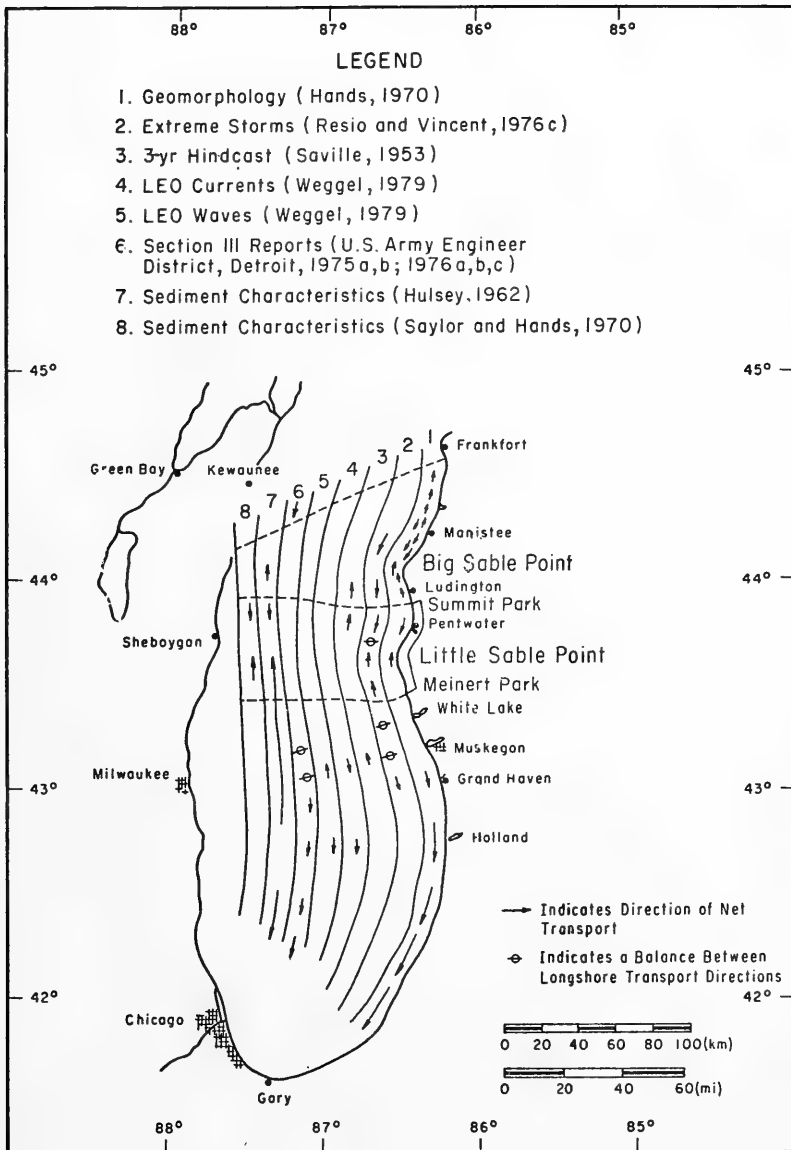 88° 87° 86° 85°
LEGEND
1. Geomorphology (Hands, 1970)
2. Extreme Storms (Resio and Vincent, 1976c)
3. 3-yr Hindcast (Saville, 1953)
4. LEO Currents (Weggel, 1979)
5. LEO Waves (Weggel, 1979)
6. Section III Reports (U.S. Army Engineer
District, Detroit, 1975a,b; 1976a,b,c)
7. Sediment Characteristics (Hulsey, 1962)
8. Sediment Characteristics (Saylor and Hands, 1970)
45° 45°
1 Frankfort
2
3
4
5
6
7
8
Green Bay Kewaunee
Manistee
Big Sable Point
44° Ludington 44°
Summit Park
Pentwater
Sheboygan
Little Sable Point
Meinert Park
White Lake
Muskegon
Milwaukee
43° Grand Haven 43°
Holland
Indicates Direction of Net
Transport
Indicates a Balance Between
Longshore Transport Directions
42° 42°
Chicago
0 20 40 60 80 100(km)
0 20 40 60(mi)
Gary
88° 87° 86° 85°